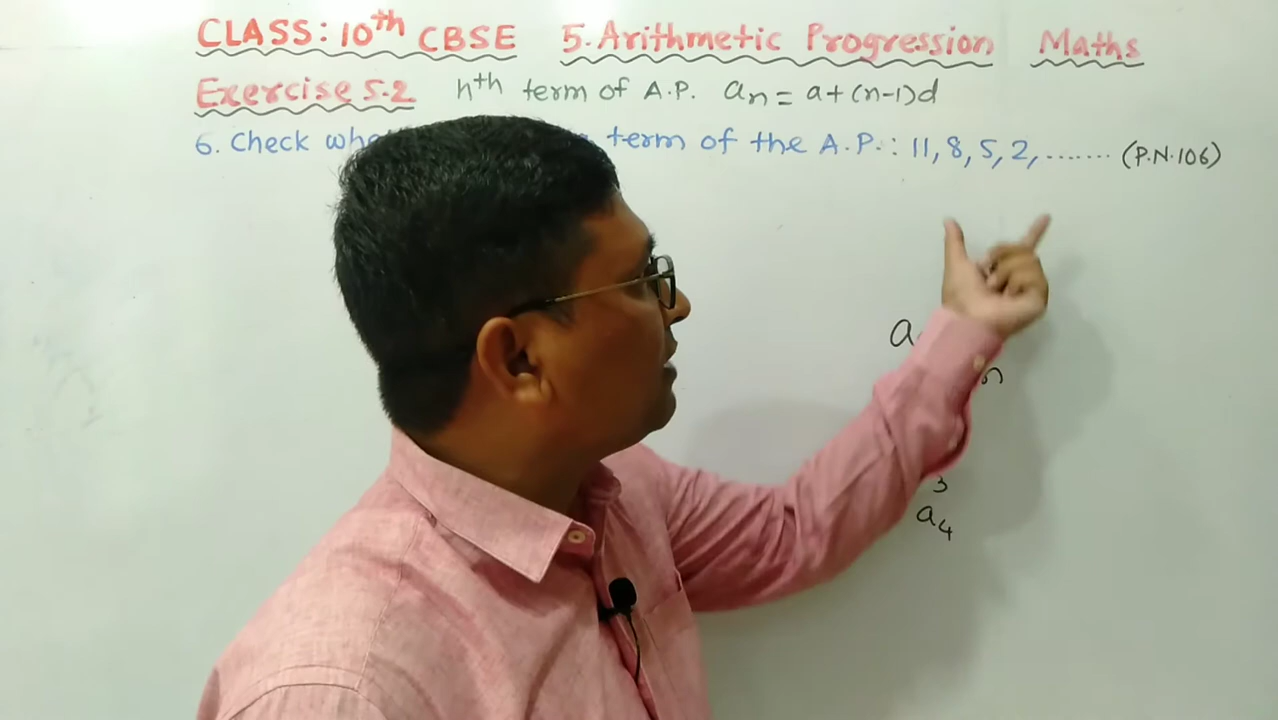 CLASS: 10th CBSE 5. Arithmetic Progression Maths
Exercise 5.2 nth term of A.P. an = a + (n-1)d
6. Check term of the A.P.: 11, 8, 5, 2, ....... (P.N.106)
a
n
3
a4